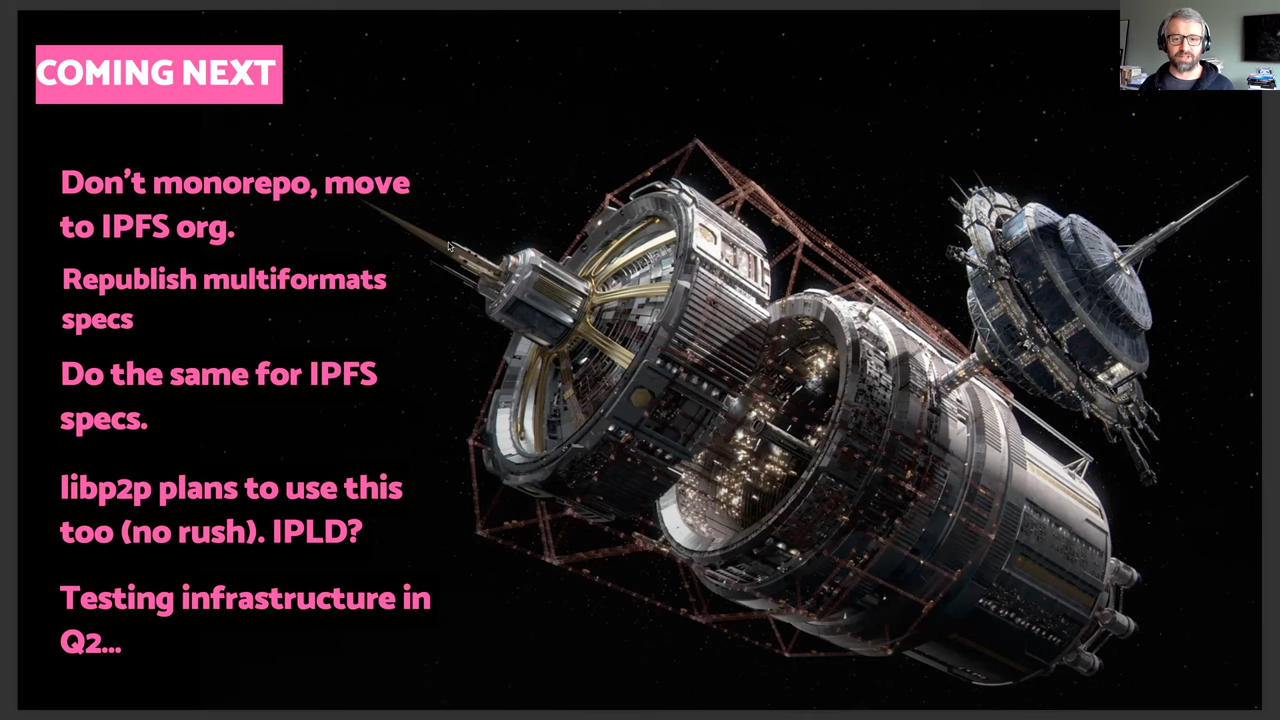 COMING NEXT
Don’t monorepo, move
to IPFS org.
Republish multiformats
specs
Do the same for IPFS
specs.
libp2p plans to use this
too (no rush). IPLD?
Testing infrastructure in
Q2...